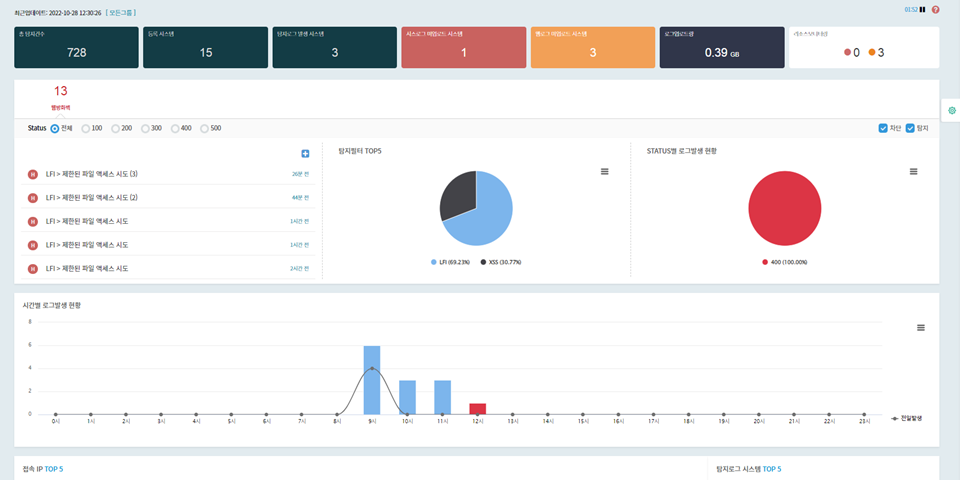 최근업데이트: 2022-10-28 12:30:26 [ 모든그룹 ]
01:52
?
총 탐지건수
728
등록 시스템
15
탐지로그 발생 시스템
3
시스로그 미업로드 시스템
1
웹로그 미업로드 시스템
3
로그업로드량
0.39 GB
0 3
13
웹방화벽
Status 전체 100 200 300 400 500
차단 탐지
H LFI > 제한된 파일 액세스 시도 (3) 26분 전
H LFI > 제한된 파일 액세스 시도 (2) 44분 전
H LFI > 제한된 파일 액세스 시도 1시간 전
H LFI > 제한된 파일 액세스 시도 1시간 전
H LFI > 제한된 파일 액세스 시도 2시간 전
탐지필터 TOP5
LFI (69.23%) XSS (30.77%)
STATUS별 로그발생 현황
400 (100.00%)
시간별 로그발생 현황
8
6
4
2
0
0시 1시 2시 3시 4시 5시 6시 7시 8시 9시 10시 11시 12시 13시 14시 15시 16시 17시 18시 19시 20시 21시 22시 23시
전일발생
접속 IP TOP 5
탐지로그 시스템 TOP 5